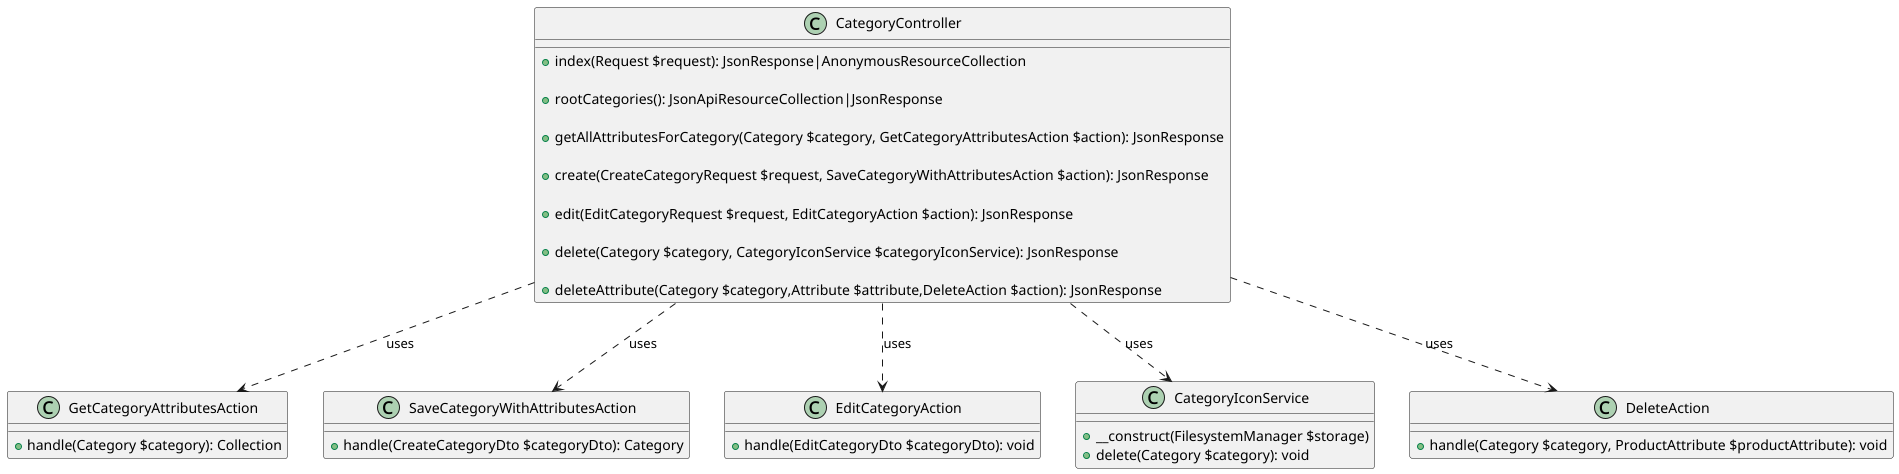 C CategoryController
index(Request $request): JsonResponse|AnonymousResourceCollection
rootCategories(): JsonApiResourceCollection|JsonResponse
getAllAttributesForCategory(Category $category, GetCategoryAttributesAction $action): JsonResponse
create(CreateCategoryRequest $request, SaveCategoryWithAttributesAction $action): JsonResponse
edit(EditCategoryRequest $request, EditCategoryAction $action): JsonResponse
delete(Category $category, CategoryIconService $categoryIconService): JsonResponse
deleteAttribute(Category $category,Attribute $attribute,DeleteAction $action): JsonResponse
uses
uses
uses
uses
uses
C GetCategoryAttributesAction
handle(Category $category): Collection
C SaveCategoryWithAttributesAction
handle(CreateCategoryDto $categoryDto): Category
C EditCategoryAction
handle(EditCategoryDto $categoryDto): void
C CategoryIconService
__construct(FilesystemManager $storage)
delete(Category $category): void
C DeleteAction
handle(Category $category, ProductAttribute $productAttribute): void